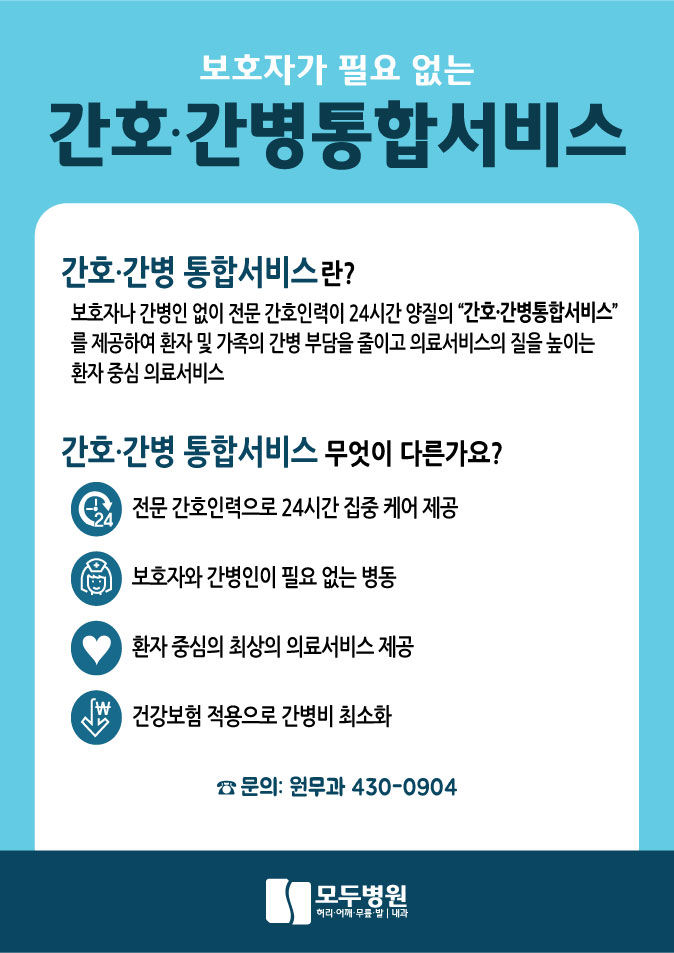 보호자가 필요 없는
간호·간병통합서비스
간호·간병 통합서비스란?
보호자나 간병인 없이 전문 간호인력이 24시간 양질의 “간호·간병통합서비스”
를 제공하여 환자 및 가족의 간병 부담을 줄이고 의료서비스의 질을 높이는
환자 중심 의료서비스
간호·간병 통합서비스 무엇이 다른가요?
24
전문 간호인력으로 24시간 집중 케어 제공
보호자와 간병인이 필요 없는 병동
환자 중심의 최상의 의료서비스 제공
₩
건강보험 적용으로 간병비 최소화
☎ 문의: 원무과 430-0904
모두병원
허리·어깨·무릎·발 | 내과